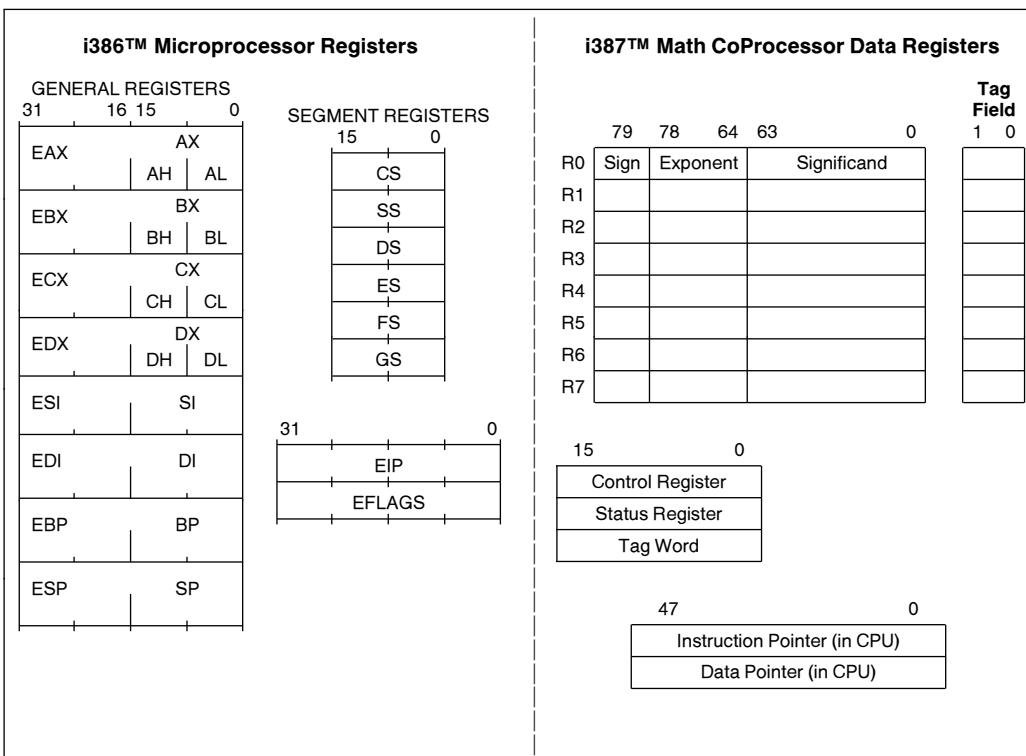 i386™ Microprocessor Registers
GENERAL REGISTERS
31 16 15 0
EAX AX
AH AL
EBX BX
BH BL
ECX CX
CH CL
EDX DX
DH DL
ESI SI
EDI DI
EBP BP
ESP SP
SEGMENT REGISTERS
15 0
CS
SS
DS
ES
FS
GS
31 0
EIP
EFLAGS
i387™ Math CoProcessor Data Registers
Tag
Field
79 78 64 63 0 1 0
R0 Sign Exponent Significand
R1
R2
R3
R4
R5
R6
R7
15 0
Control Register
Status Register
Tag Word
47 0
Instruction Pointer (in CPU)
Data Pointer (in CPU)